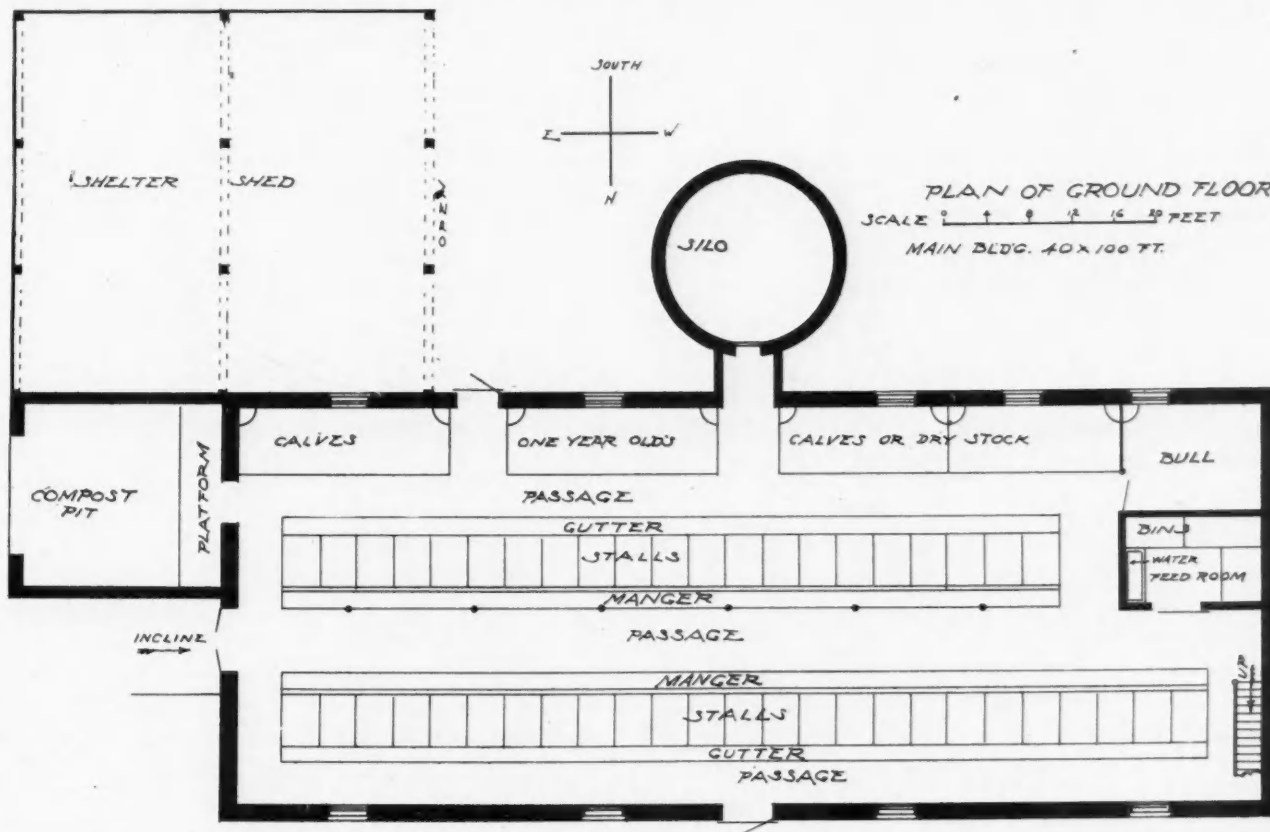 SOUTH
E W
N
SHELTER SHED
PLAN OF GROUND FLOOR
SCALE 0 4 8 12 16 20 FEET
MAIN BLDG. 40 X 100 FT.
SILO
CALVES
ONE YEAR OLDS
CALVES OR DRY STOCK
BULL
COMPOST
PIT
PLATFORM
PASSAGE
GUTTER
STALLS
MANGER
BINS
WATER
FEED ROOM
INCLINE
PASSAGE
MANGER
STALLS
GUTTER
PASSAGE
UP